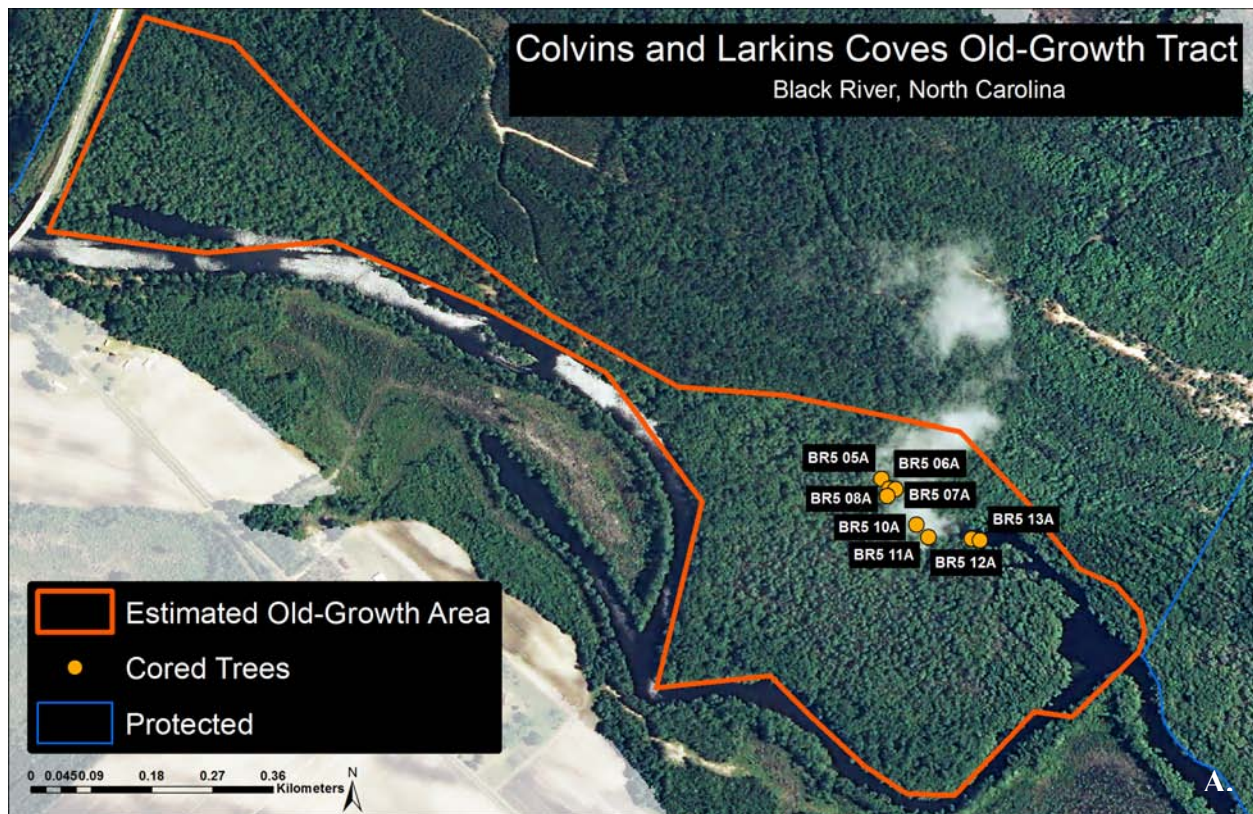 Colvins and Larkins Coves Old-Growth Tract
Black River, North Carolina
BR5 05A
BR5 06A
BR5 08A
BR5 07A
BR5 10A
BR5 13A
BR5 11A
BR5 12A
Estimated Old-Growth Area
Cored Trees
Protected
0 0.0450.09 0.18 0.27 0.36
Kilometers
N
A.